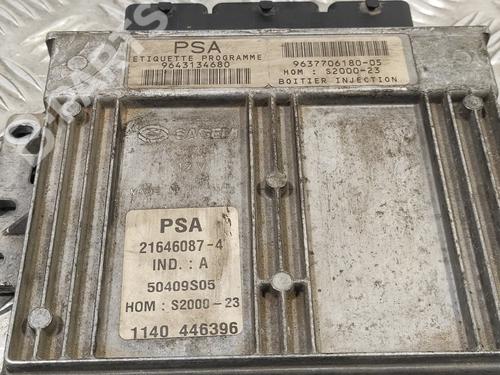 PSA
ETIQUETTE PROGRAMME
9643134680
9637706180-05
HOM : S2000-23
BOITIER INJECTION
SAGEM
MADE
PSA
21646087-4
IND. : A
50409S05
HOM : S2000-23
1140 446396